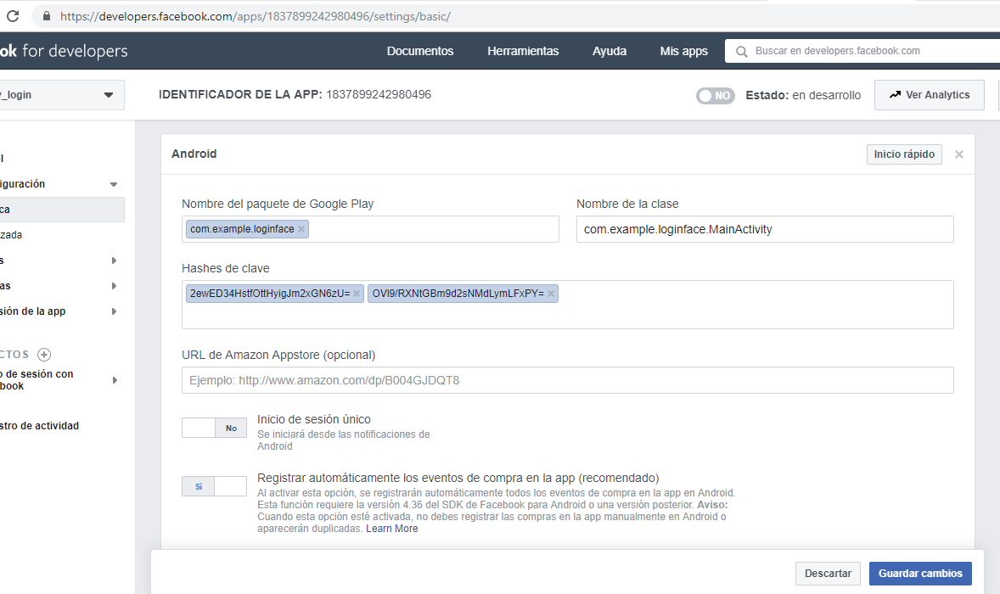 https://developers.facebook.com/apps/1837899242980496/settings/basic/
ok for developers
Documentos
Herramientas
Ayuda
Mis apps
Buscar en developers.facebook.com
_login
IDENTIFICADOR DE LA APP: 1837899242980496
NO
Estado: en desarrollo
Ver Analytics
iguración
ca
zada
s
as
sión de la app
CTOS
o de sesión con
book
stro de actividad
Android
Inicio rápido
Nombre del paquete de Google Play
Nombre de la clase
com.example.loginface
com.example.loginface.MainActivity
Hashes de clave
2ewED34HstfOttHyigJm2xGN6zU=
OVl9/RXNtGBm9d2sNMdLymLFxPY=
URL de Amazon Appstore (opcional)
Ejemplo: http://www.amazon.com/dp/B004GJDQT8
No
Inicio de sesión único
Se iniciará desde las notificaciones de
Android
Sí
Registrar automáticamente los eventos de compra en la app (recomendado)
Al activar esta opción, se registrarán automáticamente todos los eventos de compra en la app en Android.
Esta función requiere la versión 4.36 del SDK de Facebook para Android o una versión posterior. Aviso:
Cuando esta opción esté activada, no debes registrar las compras en la app manualmente en Android o
aparecerán duplicadas. Learn More
Descartar
Guardar cambios